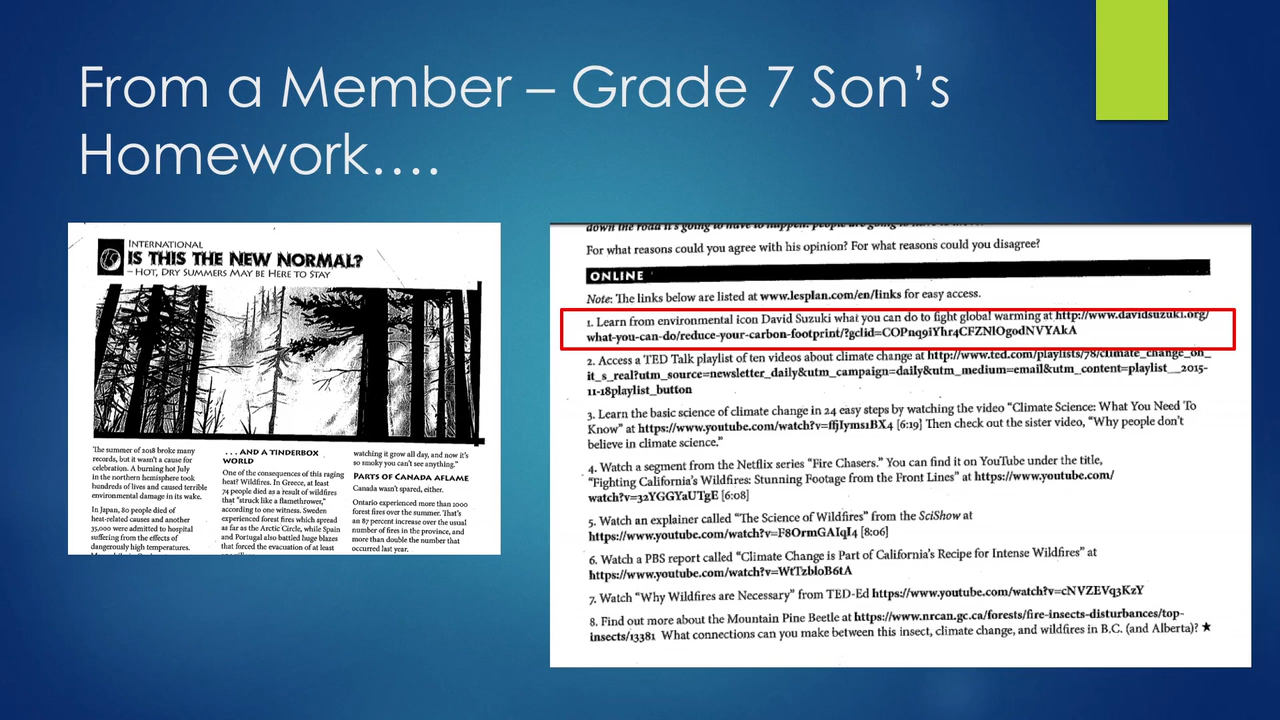 From a Member – Grade 7 Son's
Homework….
INTERNATIONAL
IS THIS THE NEW NORMAL?
– HOT, DRY SUMMERS MAY BE HERE TO STAY
The summer of 2018 broke many
records, but it wasn't a cause for
celebration. A burning hot July
in the northern hemisphere took
hundreds of lives and caused terrible
environmental damage in its wake.
In Japan, 80 people died of
heat-related causes and another
35,000 were admitted to hospital
suffering from the effects of
dangerously high temperatures.
. . . AND A TINDERBOX
WORLD
One of the consequences of this raging
heat? Wildfires. In Greece, at least
74 people died as a result of wildfires
that "struck like a flamethrower,"
according to one witness. Sweden
experienced forest fires which spread
as far as the Arctic Circle, while Spain
and Portugal also battled huge blazes
that forced the evacuation of at least
watching it grow all day, and now it's
so smoky you can't see anything."
PARTS OF CANADA AFLAME
Canada wasn't spared, either.
Ontario experienced more than 1000
forest fires over the summer. That's
an 87 percent increase over the usual
number of fires in the province, and
more than double the number that
occurred last year.
down the road it's going to have to happen.
For what reasons could you agree with his opinion? For what reasons could you disagree?
ONLINE
Note: The links below are listed at www.lesplan.com/en/links for easy access.
1. Learn from environmental icon David Suzuki what you can do to fight global warming at http://www.davidsuzuki.org/
what-you-can-do/reduce-your-carbon-footprint/?gclid=COPnq9iYhr4CFZNlOgodNVYAkA
2. Access a TED Talk playlist of ten videos about climate change at http://www.ted.com/playlists/78/climate_change_oh_
it_s_real?utm_source=newsletter_daily&utm_campaign=daily&utm_medium=email&utm_content=playlist__2015-
11-18playlist_button
3. Learn the basic science of climate change in 24 easy steps by watching the video "Climate Science: What You Need To
Know" at https://www.youtube.com/watch?v=ffjIyms1BX4 [6:19] Then check out the sister video, "Why people don't
believe in climate science."
4. Watch a segment from the Netflix series "Fire Chasers." You can find it on YouTube under the title,
"Fighting California's Wildfires: Stunning Footage from the Front Lines" at https://www.youtube.com/
watch?v=32YGGYaUTgE [6:08]
5. Watch an explainer called "The Science of Wildfires" from the SciShow at
https://www.youtube.com/watch?v=F8OrmGAIqI4 [8:06]
6. Watch a PBS report called "Climate Change is Part of California's Recipe for Intense Wildfires" at
https://www.youtube.com/watch?v=WtTzbloB6tA
7. Watch "Why Wildfires are Necessary" from TED-Ed https://www.youtube.com/watch?v=cNVZEVq3KzY
8. Find out more about the Mountain Pine Beetle at https://www.nrcan.gc.ca/forests/fire-insects-disturbances/top-
insects/13381 What connections can you make between this insect, climate change, and wildfires in B.C. (and Alberta)? ★